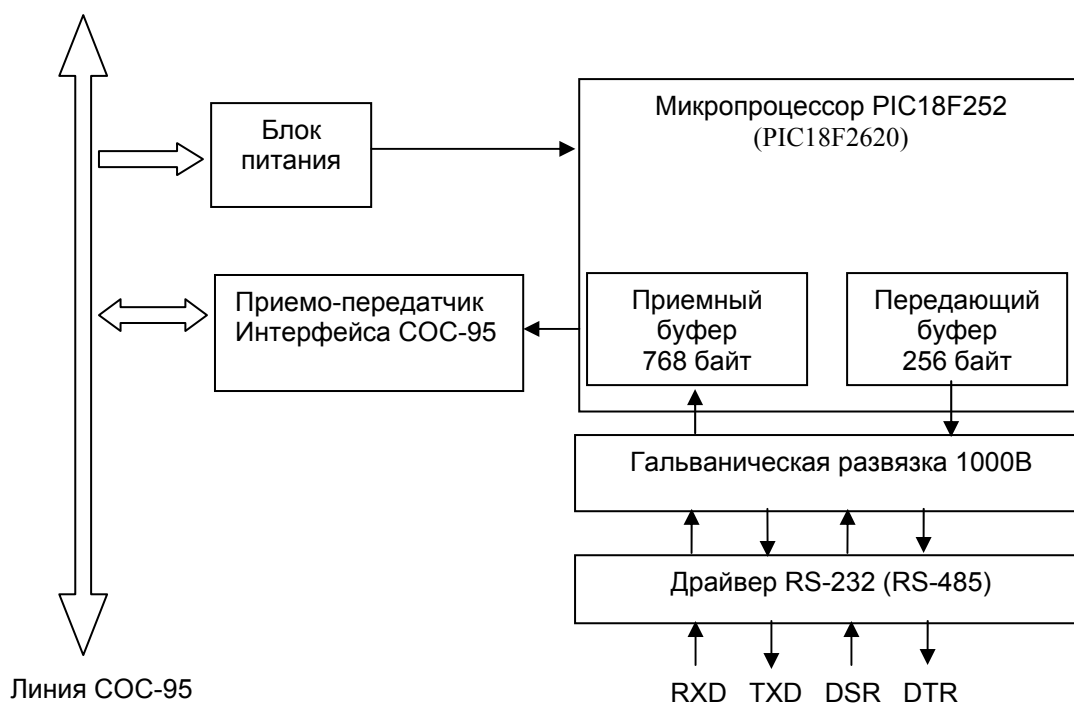 Блок
питания
Микропроцессор PIC18F252
(PIC18F2620)
Приемо-передатчик
Интерфейса СОС-95
Приемный
буфер
768 байт
Передающий
буфер
256 байт
Гальваническая развязка 1000В
Драйвер RS-232 (RS-485)
Линия СОС-95
RXD TXD DSR DTR